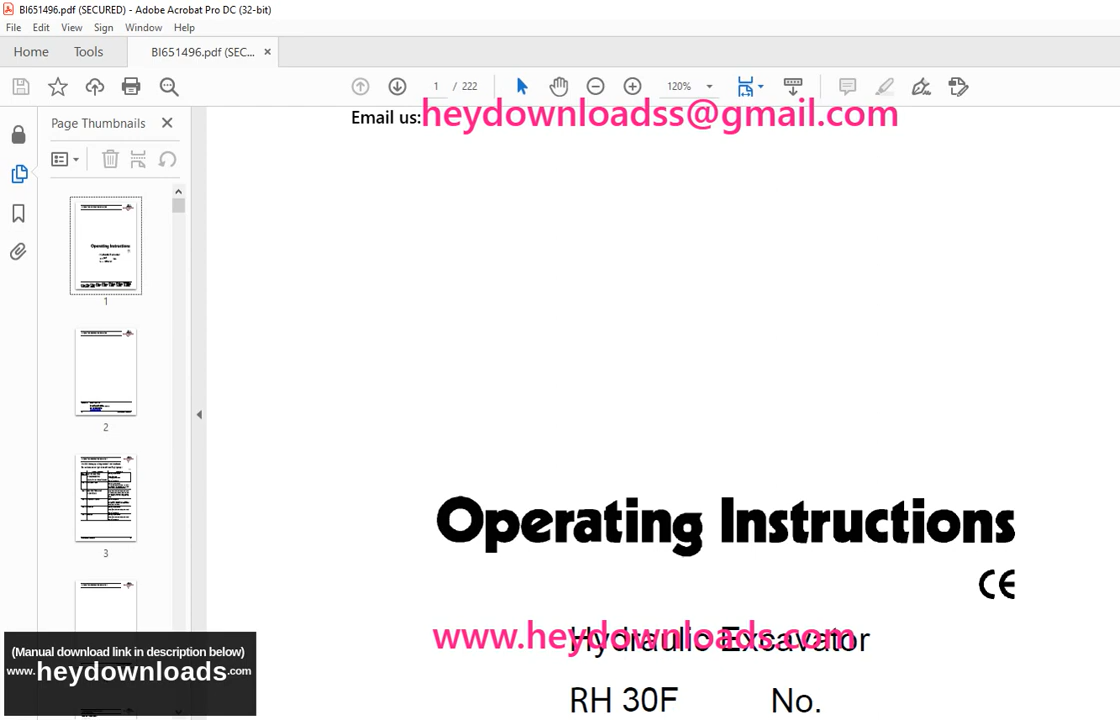 BI651496.pdf (SECURED) - Adobe Acrobat Pro DC (32-bit)
File Edit View Sign Window Help
Home Tools BI651496.pdf (SEC... ×
1 / 222 120%
Email us:heydownloadss@gmail.com
Page Thumbnails
Operating Instructions
1
2
3
Operating Instructions
CE
Hydraulic Excavator
www.heydownloads.com
RH 30F No.
(Manual download link in description below)
www.heydownloads.com